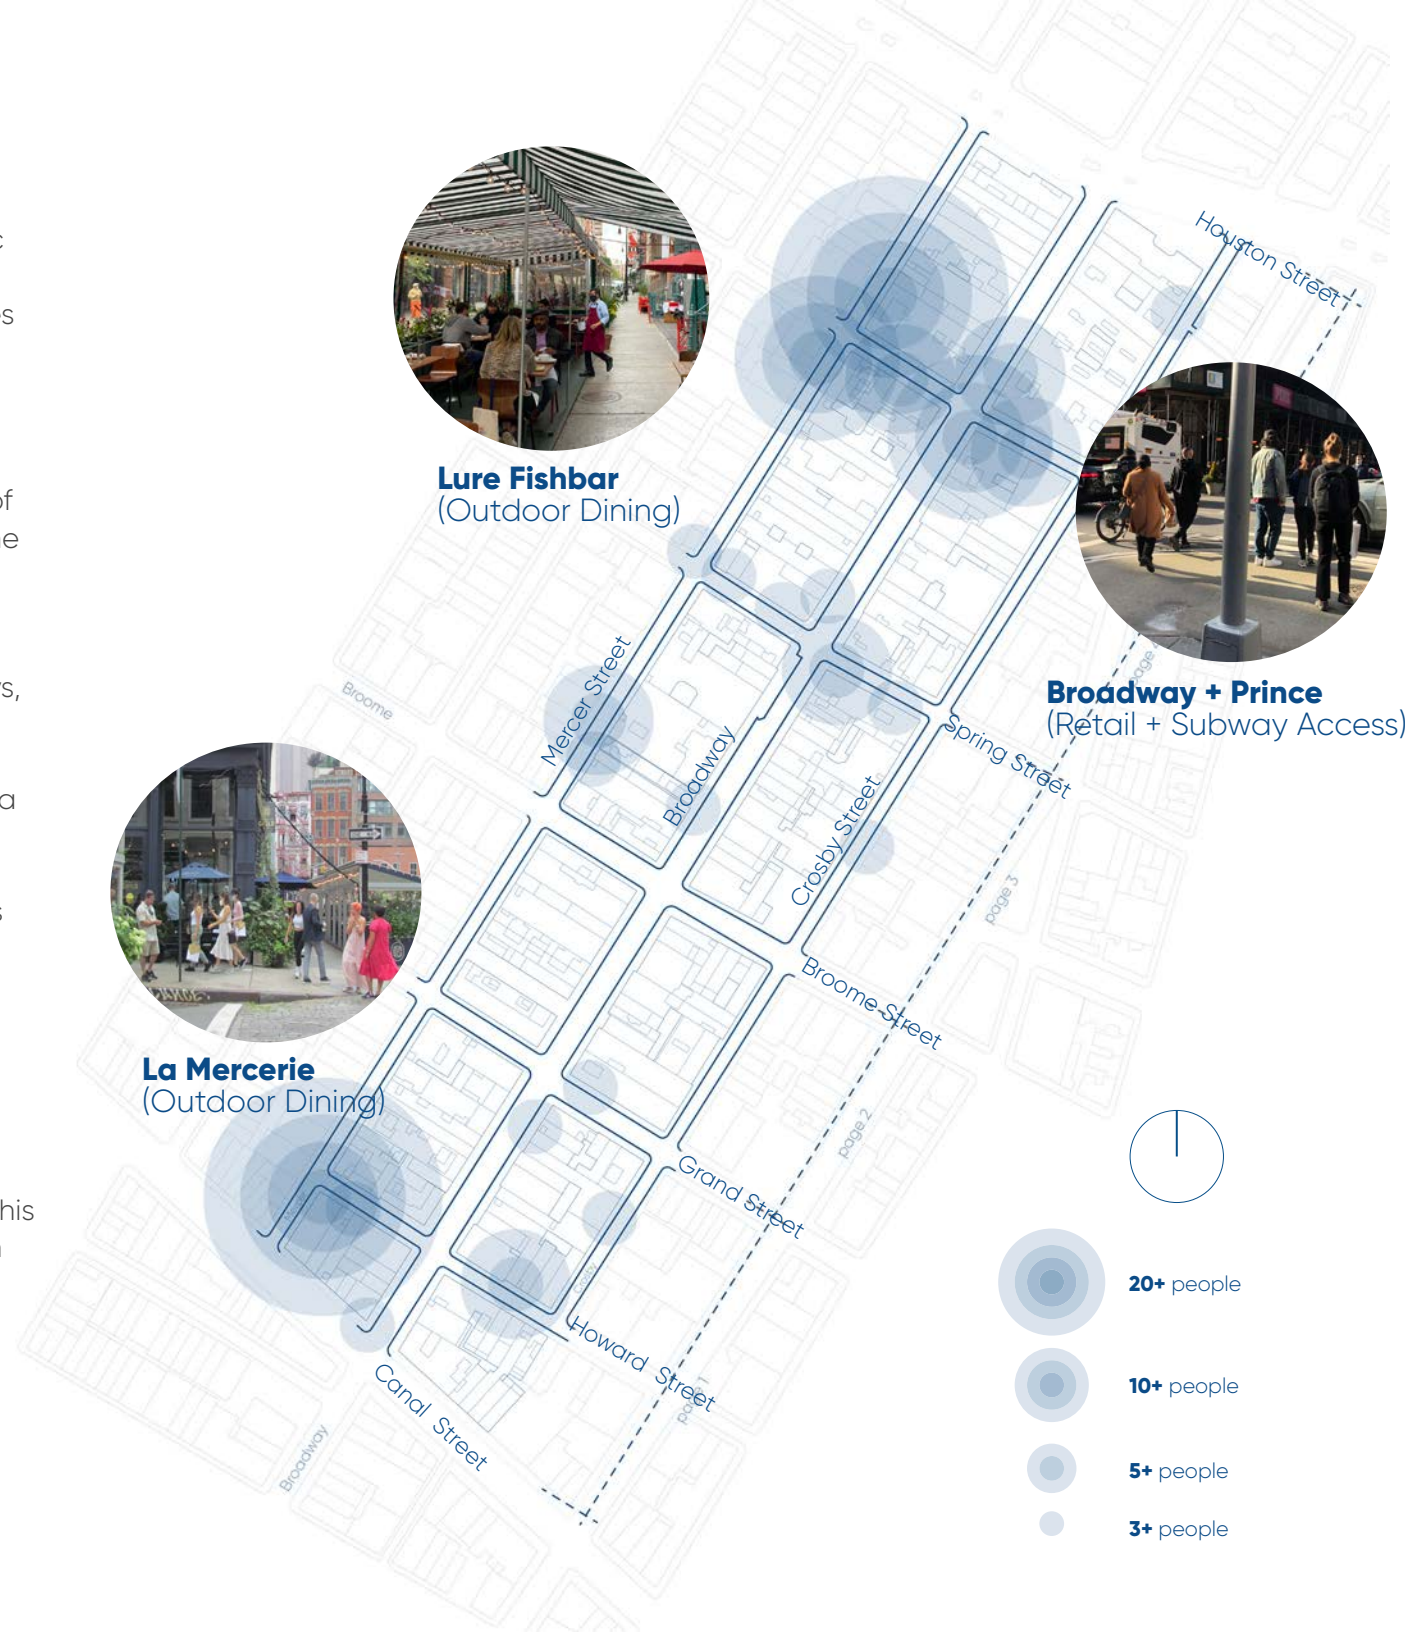 of
his
Houston Street
Lure Fishbar
(Outdoor Dining)
Broadway + Prince
(Retail + Subway Access)
Mercer Street
Broome
Broadway
Spring Street
Crosby Street
page 3
Broome Street
La Mercerie
(Outdoor Dining)
page 2
Grand Street
Howard Street
Canal Street
Broadway
20+ people
10+ people
5+ people
3+ people